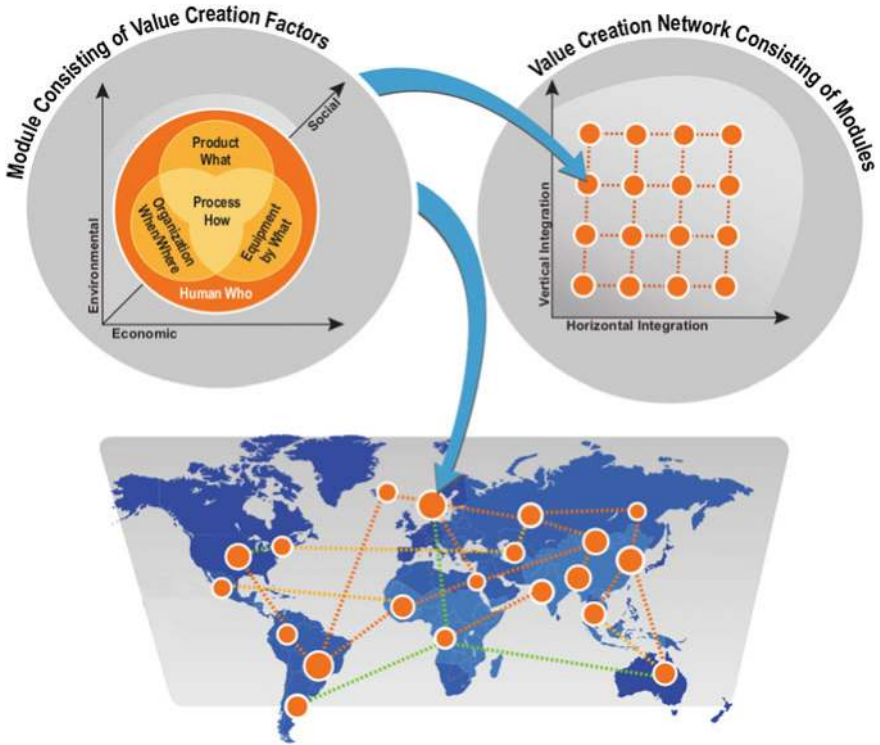 Module Consisting of Value Creation Factors
Environmental
Economic
Social
Product
What
Process
How
Organization
When/Where
Equipment
by What
Human Who
Value Creation Network Consisting of Modules
Vertical Integration
Horizontal Integration